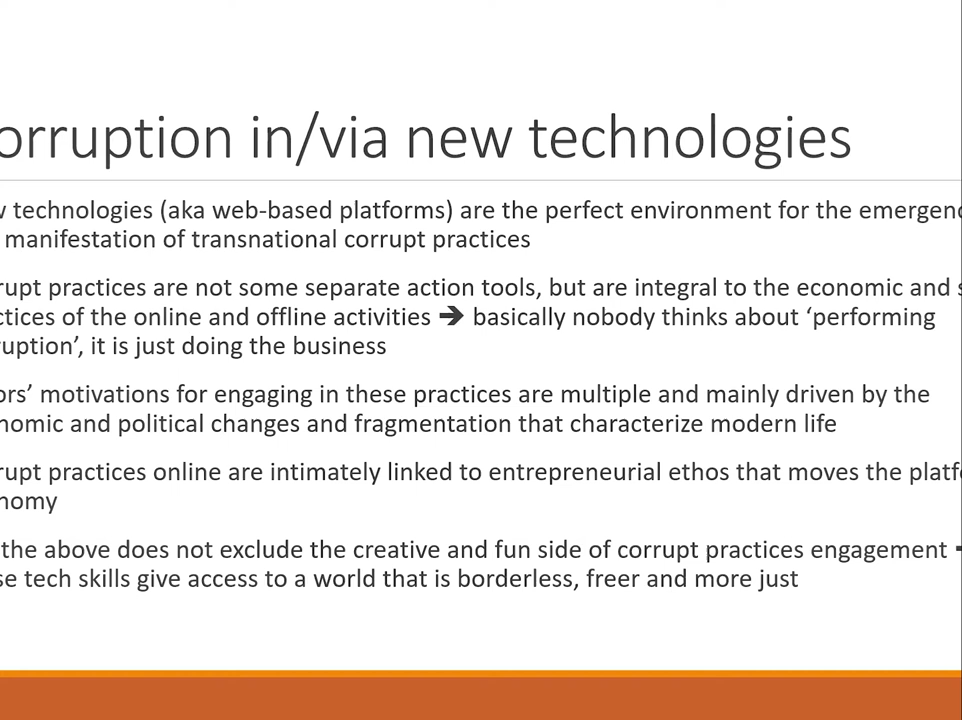 orruption in/via new technologies
w technologies (aka web-based platforms) are the perfect environment for the emergenc
manifestation of transnational corrupt practices
rupt practices are not some separate action tools, but are integral to the economic and s
ctices of the online and offline activities ➔ basically nobody thinks about ‘performing
ruption’, it is just doing the business
ors’ motivations for engaging in these practices are multiple and mainly driven by the
nomic and political changes and fragmentation that characterize modern life
rupt practices online are intimately linked to entrepreneurial ethos that moves the platf
nomy
the above does not exclude the creative and fun side of corrupt practices engagement
se tech skills give access to a world that is borderless, freer and more just